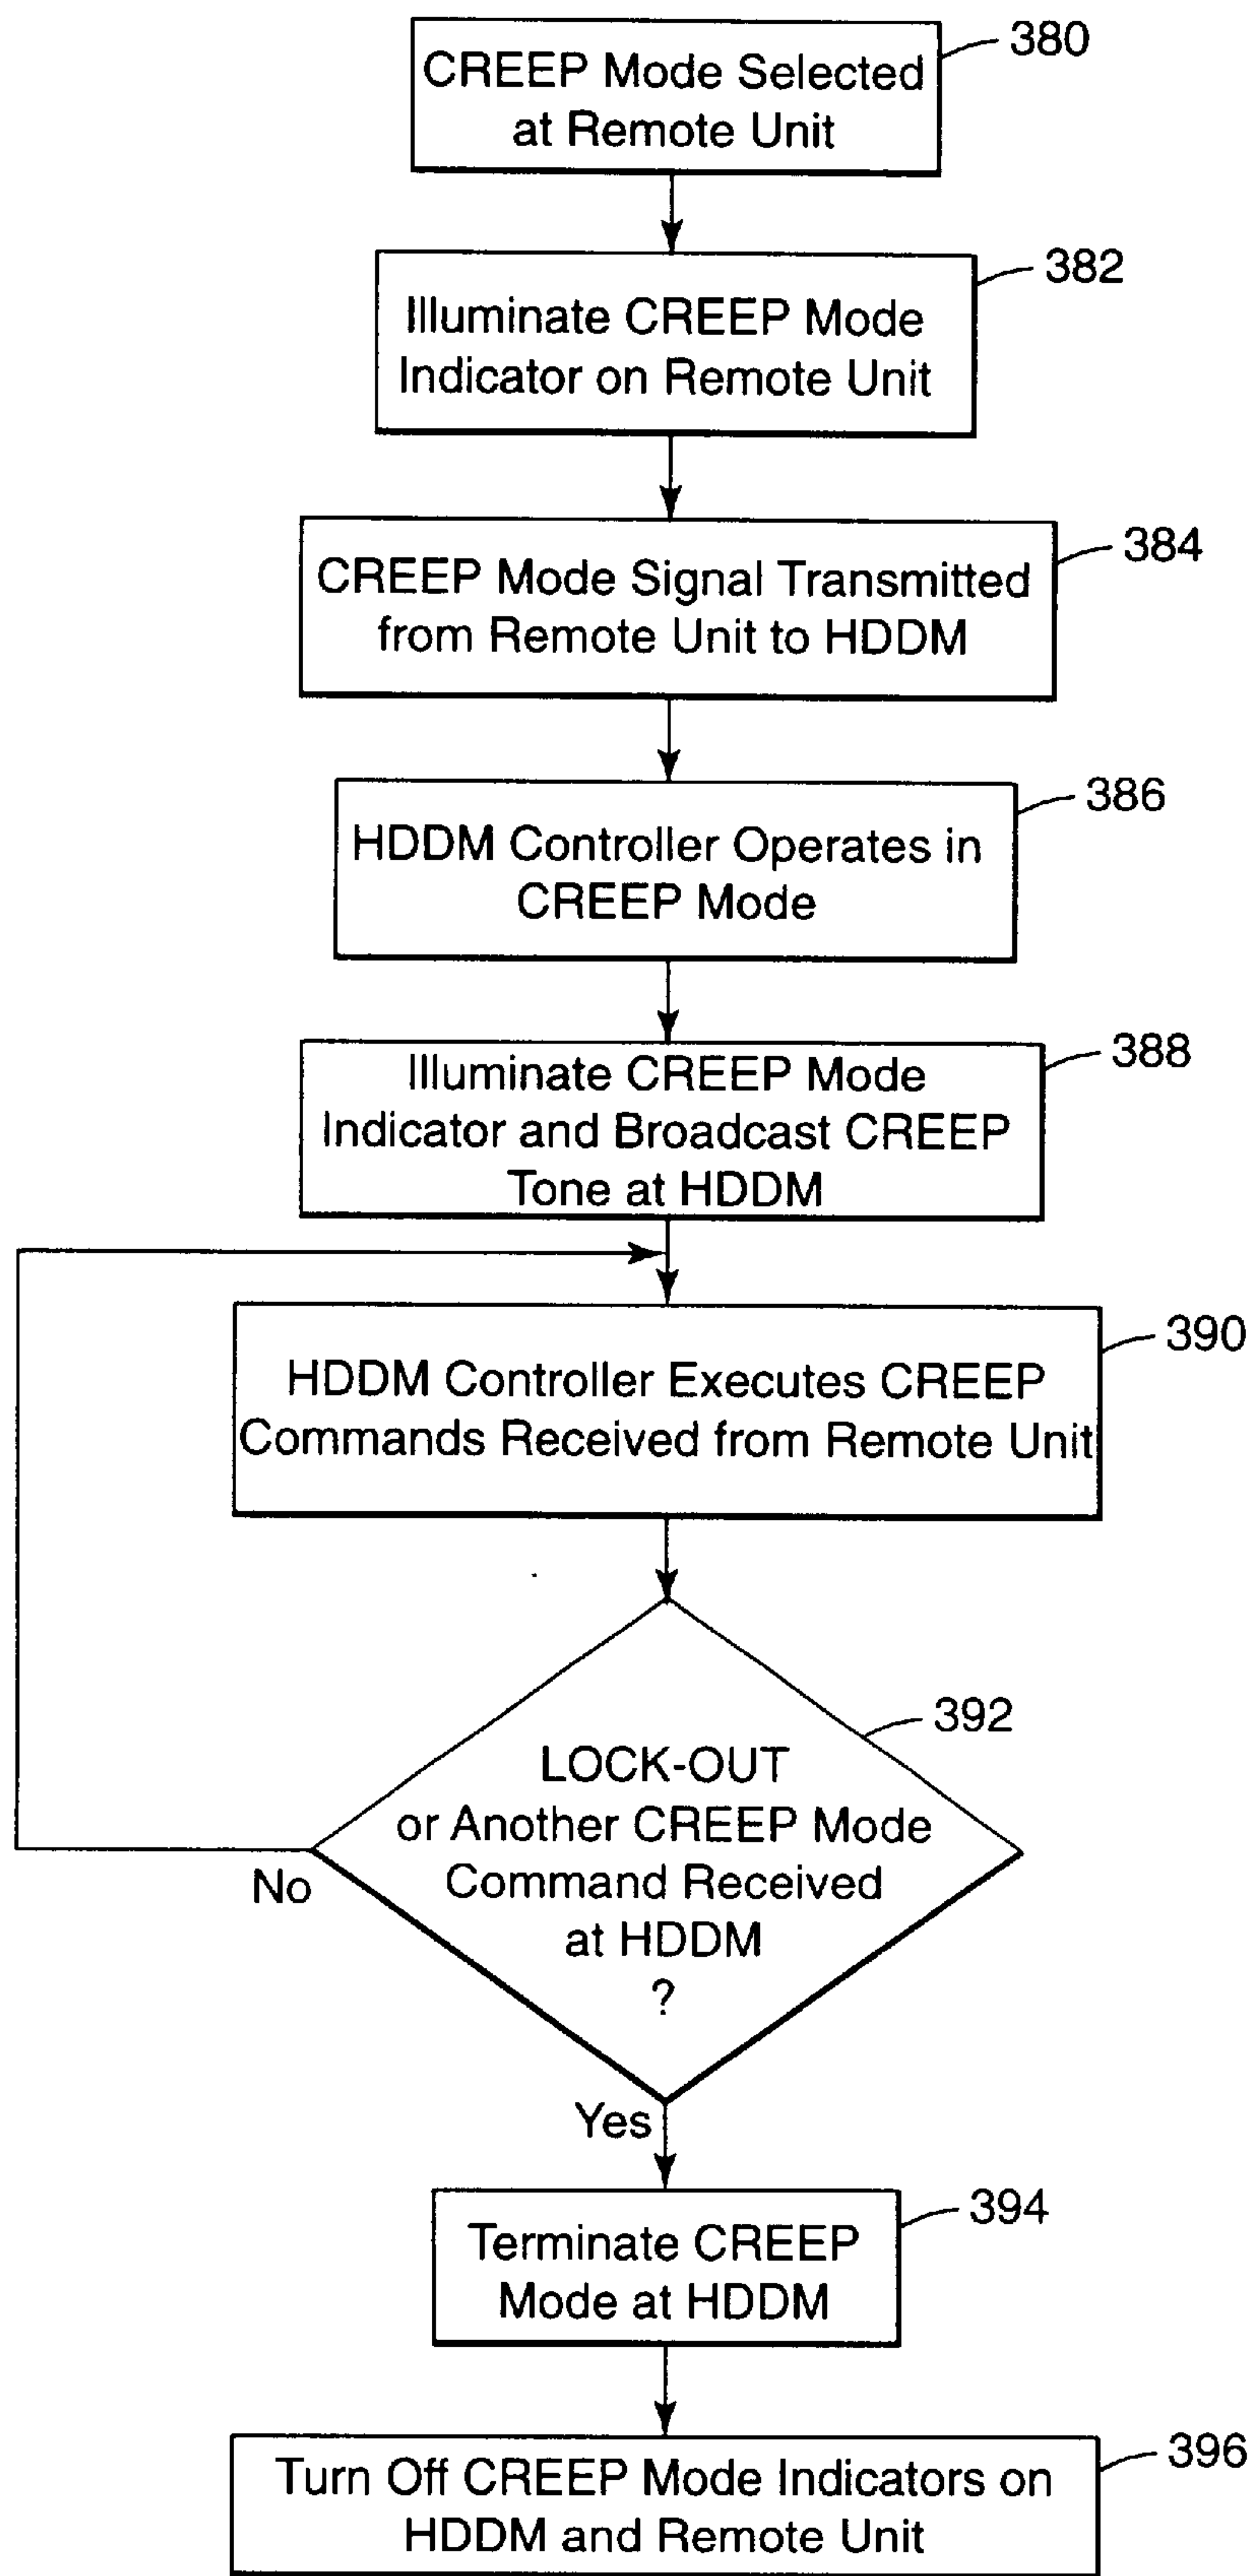 380
CREEP Mode Selected
at Remote Unit
382
Illuminate CREEP Mode
Indicator on Remote Unit
384
CREEP Mode Signal Transmitted
from Remote Unit to HDDM
386
HDDM Controller Operates in
CREEP Mode
388
Illuminate CREEP Mode
Indicator and Broadcast CREEP
Tone at HDDM
390
HDDM Controller Executes CREEP
Commands Received from Remote Unit
392
LOCK-OUT
or Another CREEP Mode
Command Received
at HDDM
?
No
Yes
394
Terminate CREEP
Mode at HDDM
396
Turn Off CREEP Mode Indicators on
HDDM and Remote Unit